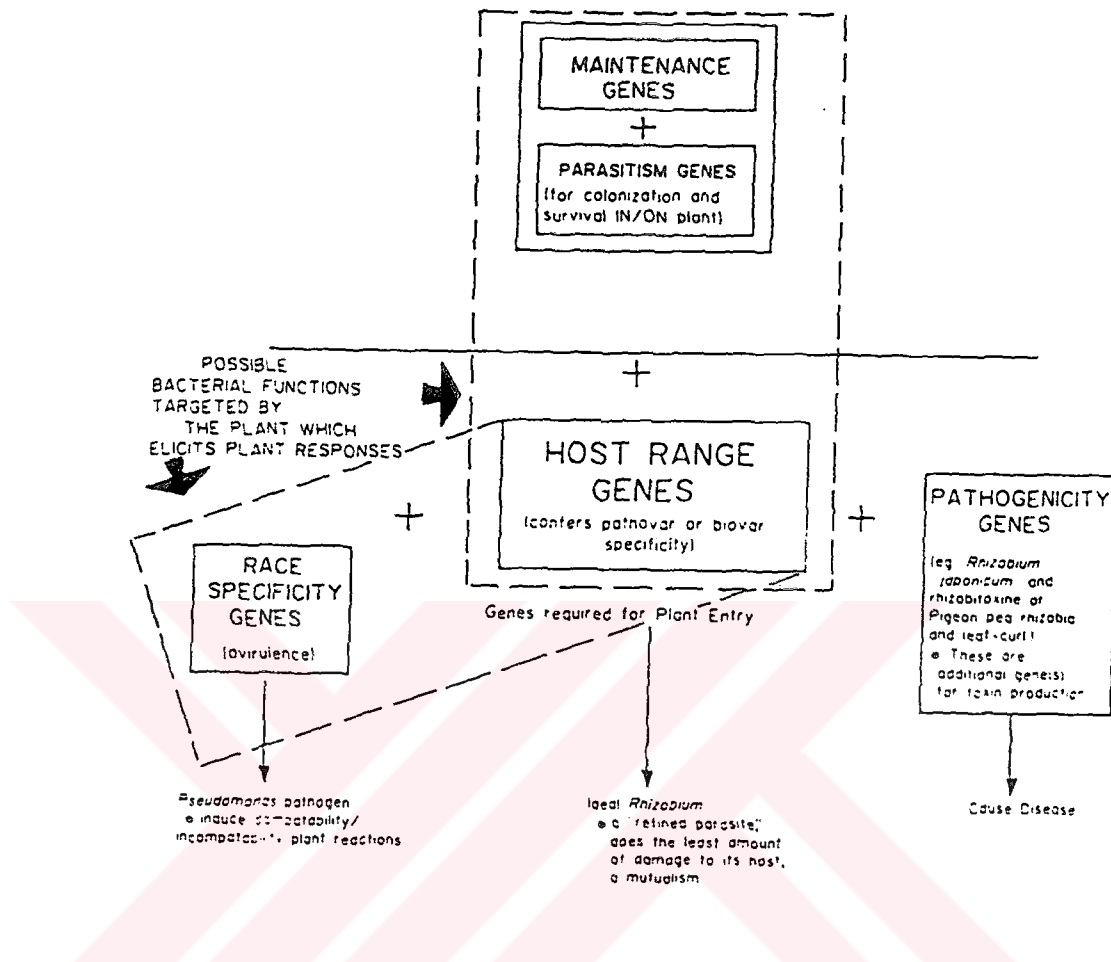 MAINTENANCE
GENES
+
PARASITISM GENES
(for colonization and
survival IN/ON plant)
POSSIBLE
BACTERIAL FUNCTIONS
TARGETED BY
THE PLANT WHICH
ELICITS PLANT RESPONSES
+
HOST RANGE
GENES
(confers pathovar or biovar
specificity)
+
+
RACE
SPECIFICITY
GENES
(avirulence)
Genes required for Plant Entry
PATHOGENICITY
GENES
(eg. Rhizobium
japonicum and
rhizobitoxine or
Pigeon pea rhizobia
and leaf-curl)
• These are
additional gene(s)
for toxin production
Pseudomonas pathogen
• induce compatability/
plant reactions
Ideal Rhizobium
• a "refined parasite,"
does the least amount
of damage to its host,
a mutualism
Cause Disease